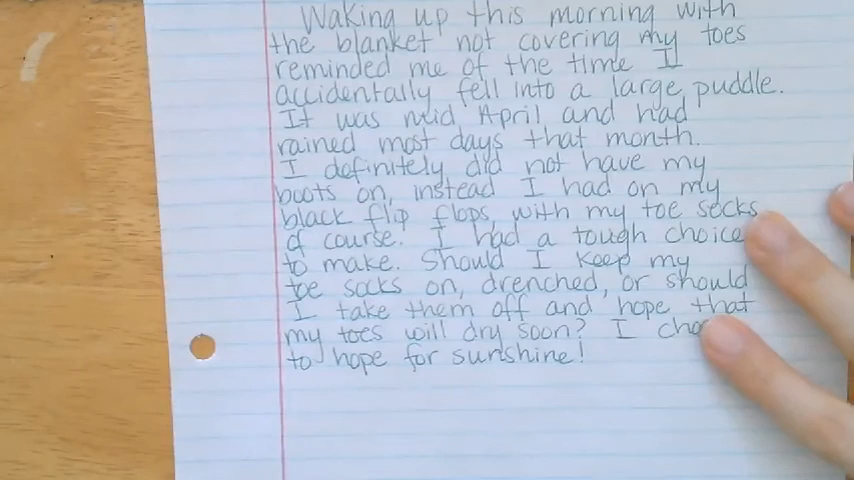 Waking up this morning with
the blanket not covering my toes
reminded me of the time I
accidentally fell into a large puddle.
It was mid April and had
rained most days that month.
I definitely did not have my
boots on, instead I had on my
black flip flops, with my toe socks
of course. I had a tough choice
to make. Should I keep my
toe socks on, drenched, or should
I take them off and hope that
my toes will dry soon? I
to hope for sunshine!